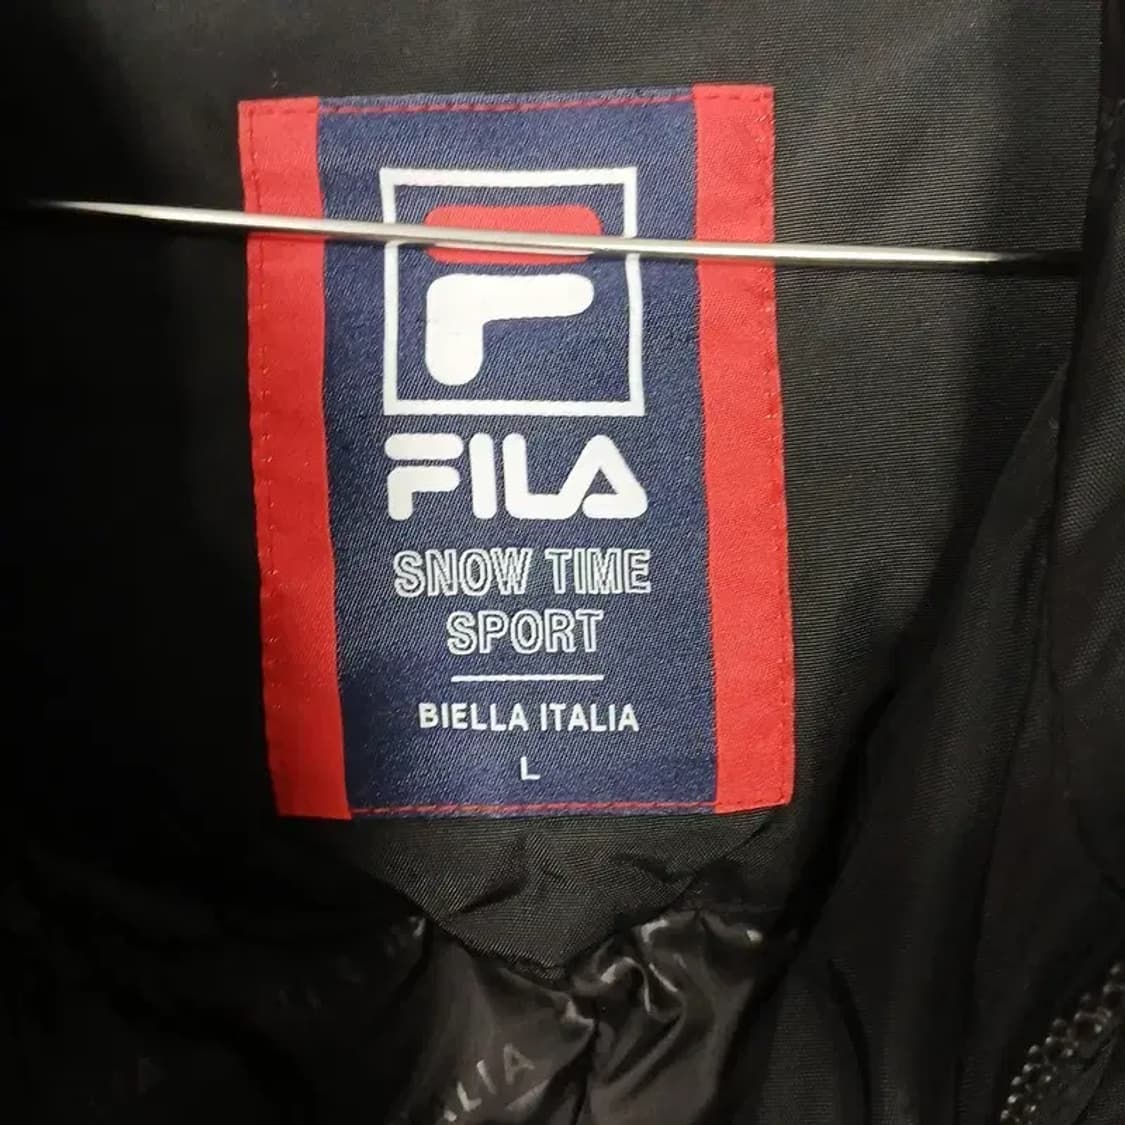 FILA
SNOW TIME
SPORT
BIELLA ITALIA
L